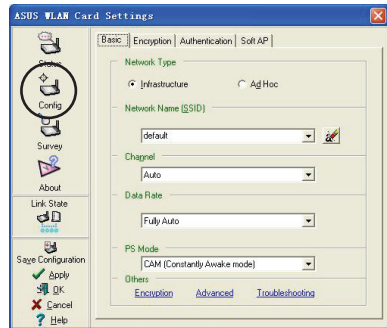 ASUS WLAN Card Settings
Status
Config
Survey
About
Link State
Save Configuration
Apply
OK
Cancel
Help
Basic
Encryption
Authentication
Soft AP
Network Type
Infrastructure
Ad Hoc
Network Name (SSID)
default
Channel
Auto
Data Rate
Fully Auto
PS Mode
CAM (Constantly Awake mode)
Others
Encryption
Advanced
Troubleshooting